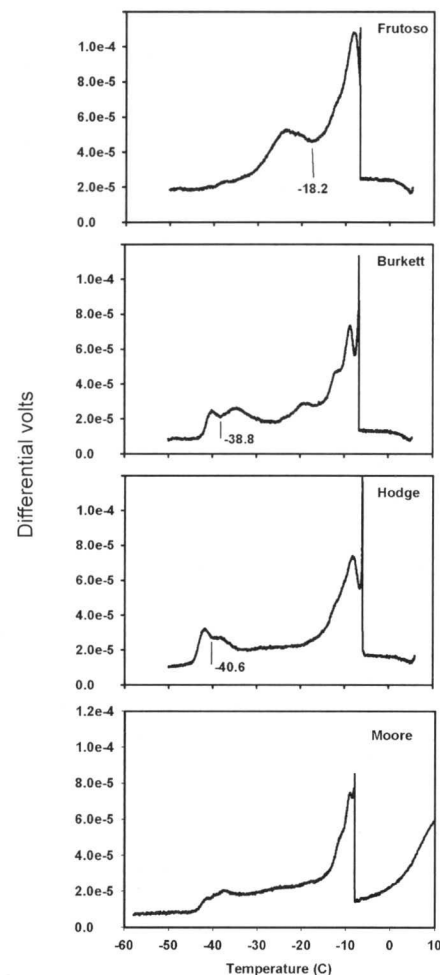 Differential volts
Frutoso
1.0e-4
8.0e-5
6.0e-5
4.0e-5
2.0e-5
0.0
-18.2
Burkett
1.0e-4
8.0e-5
6.0e-5
4.0e-5
2.0e-5
0.0
-38.8
Hodge
1.0e-4
8.0e-5
6.0e-5
4.0e-5
2.0e-5
0.0
-40.6
1.2e-4
Moore
1.0e-4
8.0e-5
6.0e-5
4.0e-5
2.0e-5
0.0
-60 -50 -40 -30 -20 -10 0 10
Temperature (C)